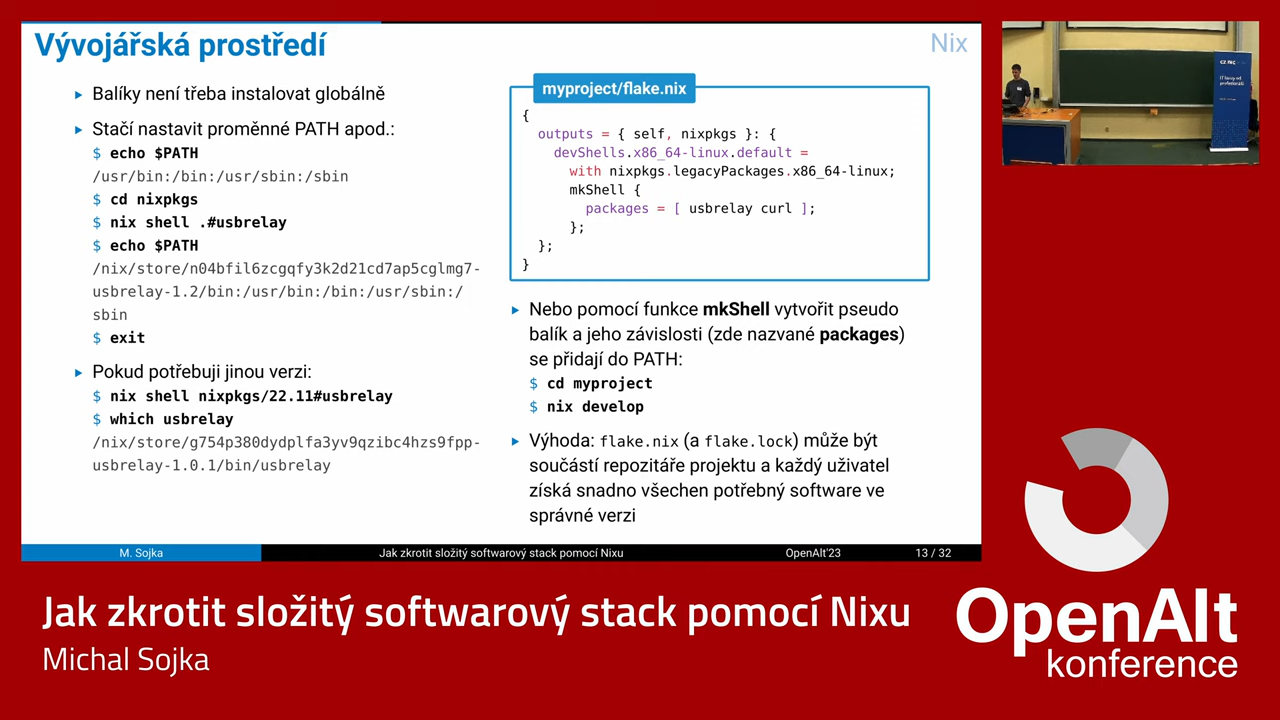 Vývojářská prostředí
Nix
▸ Balíky není třeba instalovat globálně
▸ Stačí nastavit proměnné PATH apod.:
$ echo $PATH
/usr/bin:/bin:/usr/sbin:/sbin
$ cd nixpkgs
$ nix shell .#usbrelay
$ echo $PATH
/nix/store/n04bfil6zcgqfy3k2d21cd7ap5cglmg7-
usbrelay-1.2/bin:/usr/bin:/bin:/usr/sbin:/
sbin
$ exit
▸ Pokud potřebuji jinou verzi:
$ nix shell nixpkgs/22.11#usbrelay
$ which usbrelay
/nix/store/g754p380dydplfa3yv9qzibc4hzs9fpp-
usbrelay-1.0.1/bin/usbrelay
myproject/flake.nix
{
  outputs = { self, nixpkgs }: {
    devShells.x86_64-linux.default =
      with nixpkgs.legacyPackages.x86_64-linux;
      mkShell {
        packages = [ usbrelay curl ];
      };
  };
}
▸ Nebo pomocí funkce mkShell vytvořit pseudo
balík a jeho závislosti (zde nazvané packages)
se přidají do PATH:
$ cd myproject
$ nix develop
▸ Výhoda: flake.nix (a flake.lock) může být
součástí repozitáře projektu a každý uživatel
získá snadno všechen potřebný software ve
správné verzi
M. Sojka
Jak zkrotit složitý softwarový stack pomocí Nixu
OpenAlt'23
13 / 32
Jak zkrotit složitý softwarový stack pomocí Nixu
Michal Sojka
OpenAlt
konference